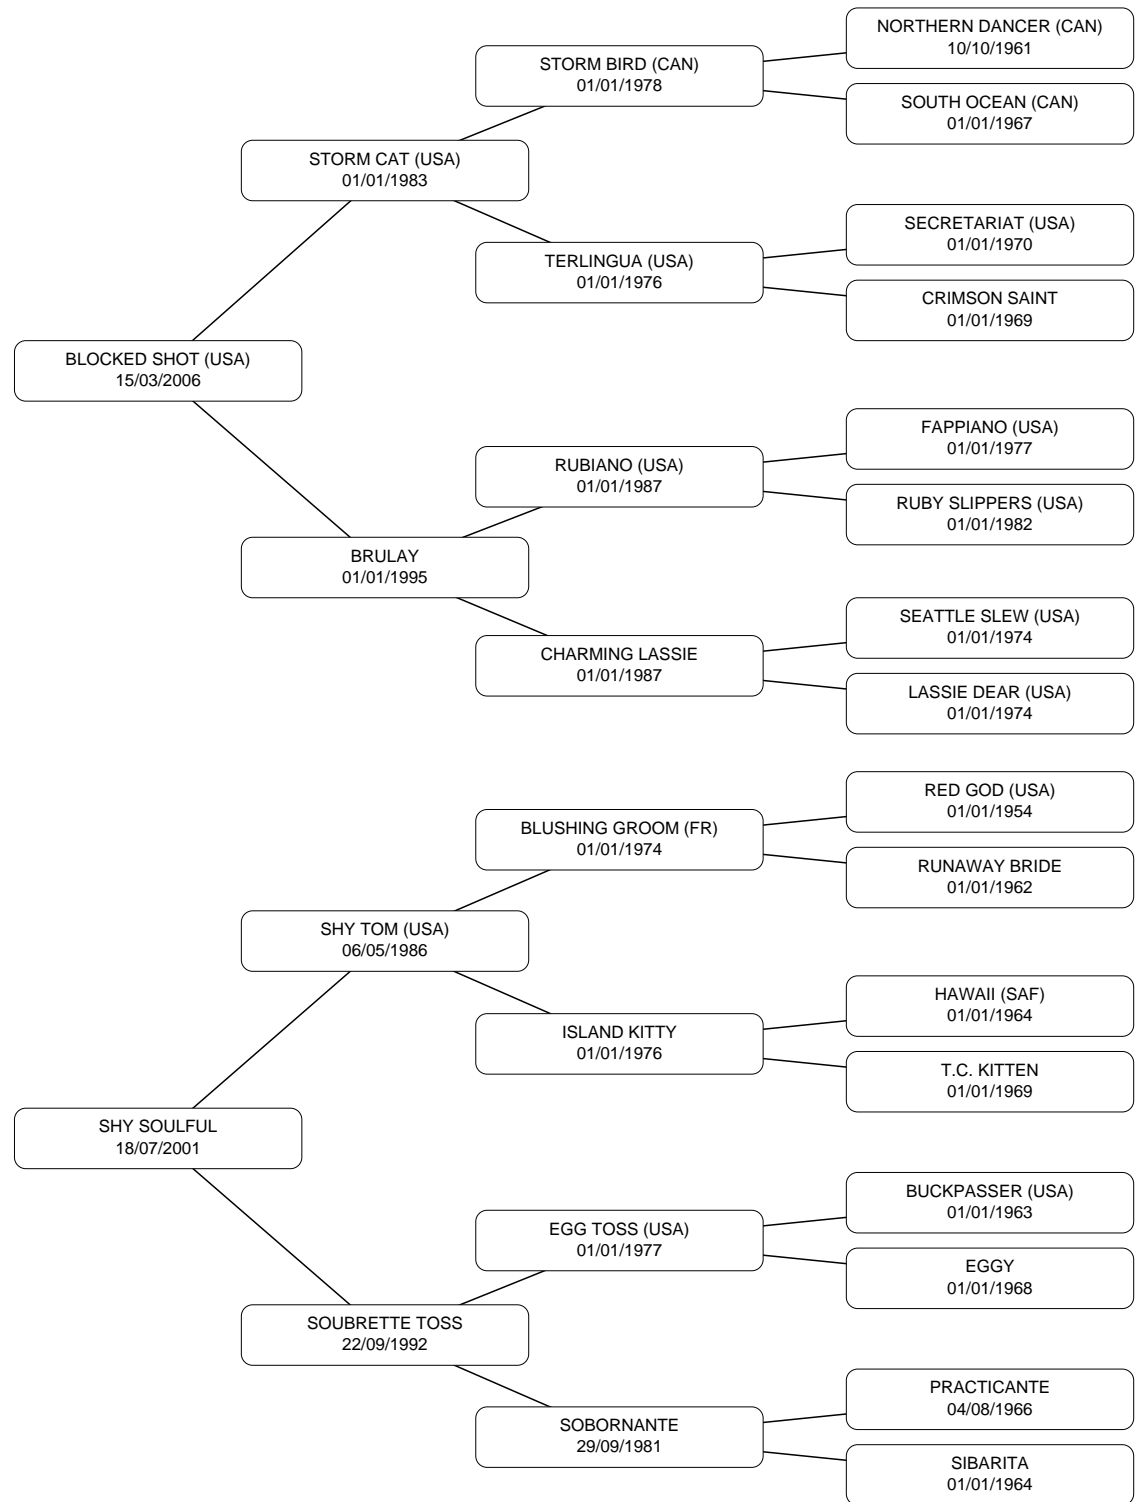 NORTHERN DANCER (CAN)
10/10/1961
STORM BIRD (CAN)
01/01/1978
SOUTH OCEAN (CAN)
01/01/1967
STORM CAT (USA)
01/01/1983
SECRETARIAT (USA)
01/01/1970
TERLINGUA (USA)
01/01/1976
CRIMSON SAINT
01/01/1969
BLOCKED SHOT (USA)
15/03/2006
FAPPIANO (USA)
01/01/1977
RUBIANO (USA)
01/01/1987
RUBY SLIPPERS (USA)
01/01/1982
BRULAY
01/01/1995
SEATTLE SLEW (USA)
01/01/1974
CHARMING LASSIE
01/01/1987
LASSIE DEAR (USA)
01/01/1974
RED GOD (USA)
01/01/1954
BLUSHING GROOM (FR)
01/01/1974
RUNAWAY BRIDE
01/01/1962
SHY TOM (USA)
06/05/1986
HAWAII (SAF)
01/01/1964
ISLAND KITTY
01/01/1976
T.C. KITTEN
01/01/1969
SHY SOULFUL
18/07/2001
BUCKPASSER (USA)
01/01/1963
EGG TOSS (USA)
01/01/1977
EGGY
01/01/1968
SOUBRETTE TOSS
22/09/1992
PRACTICANTE
04/08/1966
SOBORNANTE
29/09/1981
SIBARITA
01/01/1964